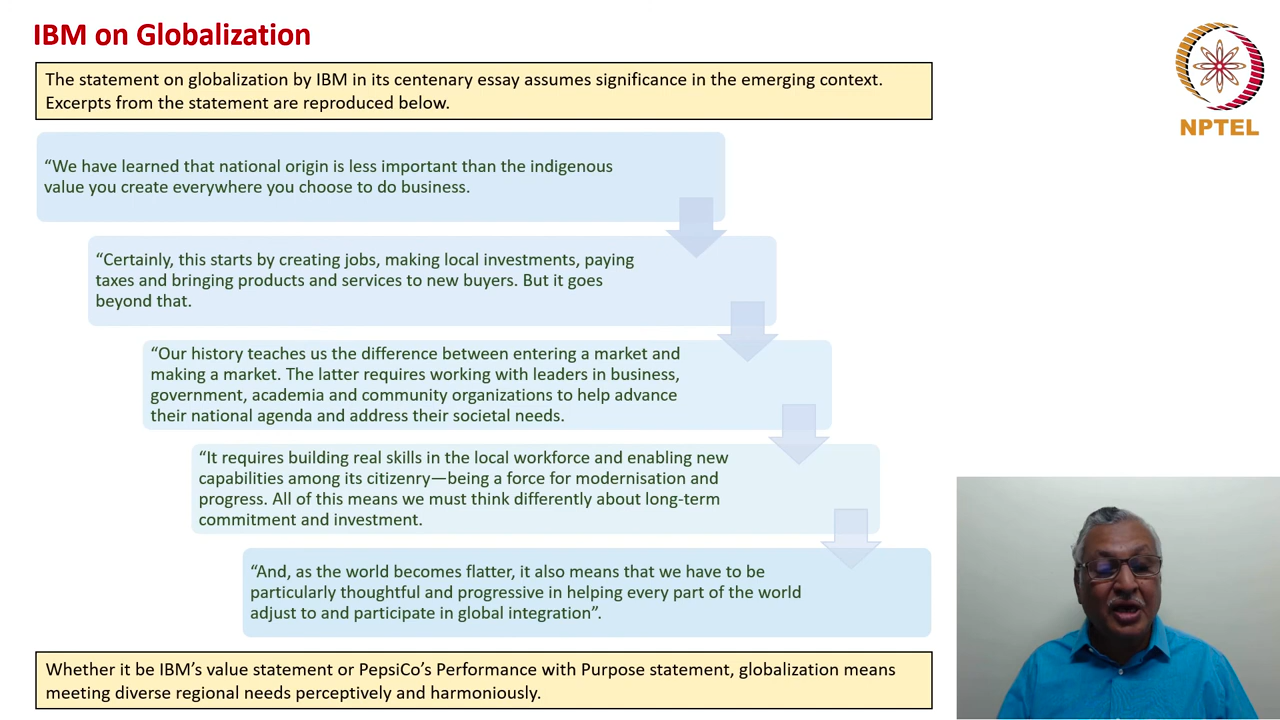 IBM on Globalization
The statement on globalization by IBM in its centenary essay assumes significance in the emerging context.
Excerpts from the statement are reproduced below.
NPTEL
“We have learned that national origin is less important than the indigenous
value you create everywhere you choose to do business.
“Certainly, this starts by creating jobs, making local investments, paying
taxes and bringing products and services to new buyers. But it goes
beyond that.
“Our history teaches us the difference between entering a market and
making a market. The latter requires working with leaders in business,
government, academia and community organizations to help advance
their national agenda and address their societal needs.
“It requires building real skills in the local workforce and enabling new
capabilities among its citizenry—being a force for modernisation and
progress. All of this means we must think differently about long-term
commitment and investment.
“And, as the world becomes flatter, it also means that we have to be
particularly thoughtful and progressive in helping every part of the world
adjust to and participate in global integration”.
Whether it be IBM’s value statement or PepsiCo’s Performance with Purpose statement, globalization means
meeting diverse regional needs perceptively and harmoniously.